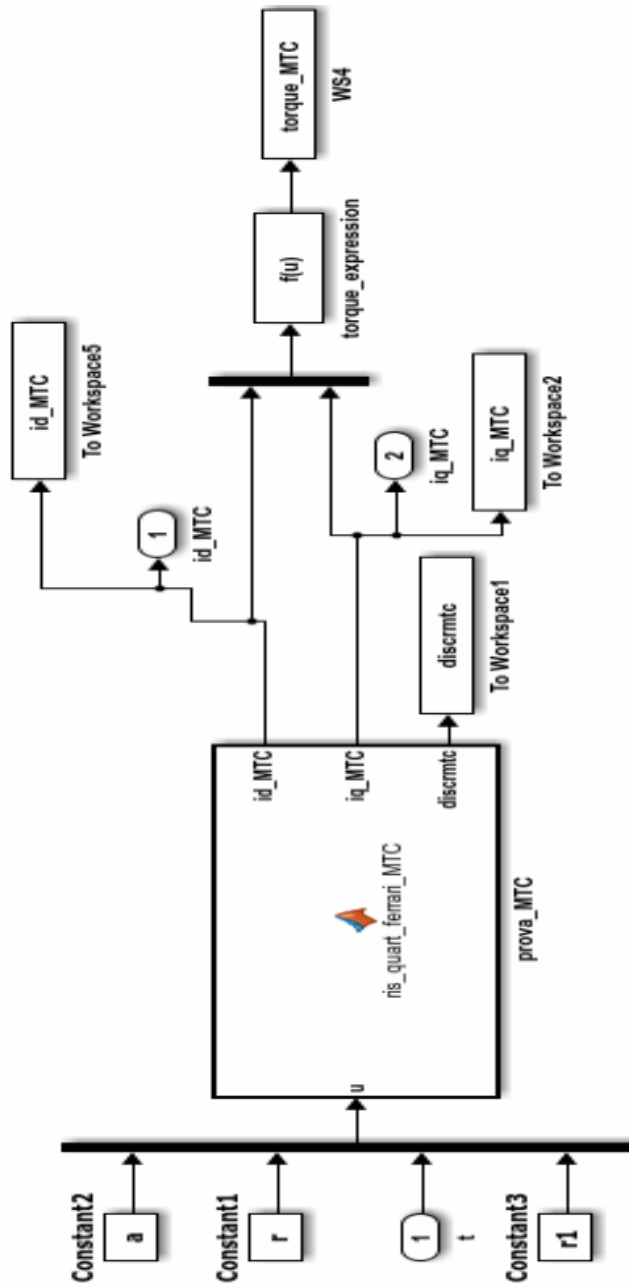 Constant2
a
Constant1
r
1
t
Constant3
r1
u
ris_quart_ferrari_MTC
id_MTC
iq_MTC
discrmtc
prova_MTC
id_MTC
To Workspace5
1
id_MTC
2
iq_MTC
iq_MTC
To Workspace2
discrmtc
To Workspace1
f(u)
torque_expression
torque_MTC
WS4